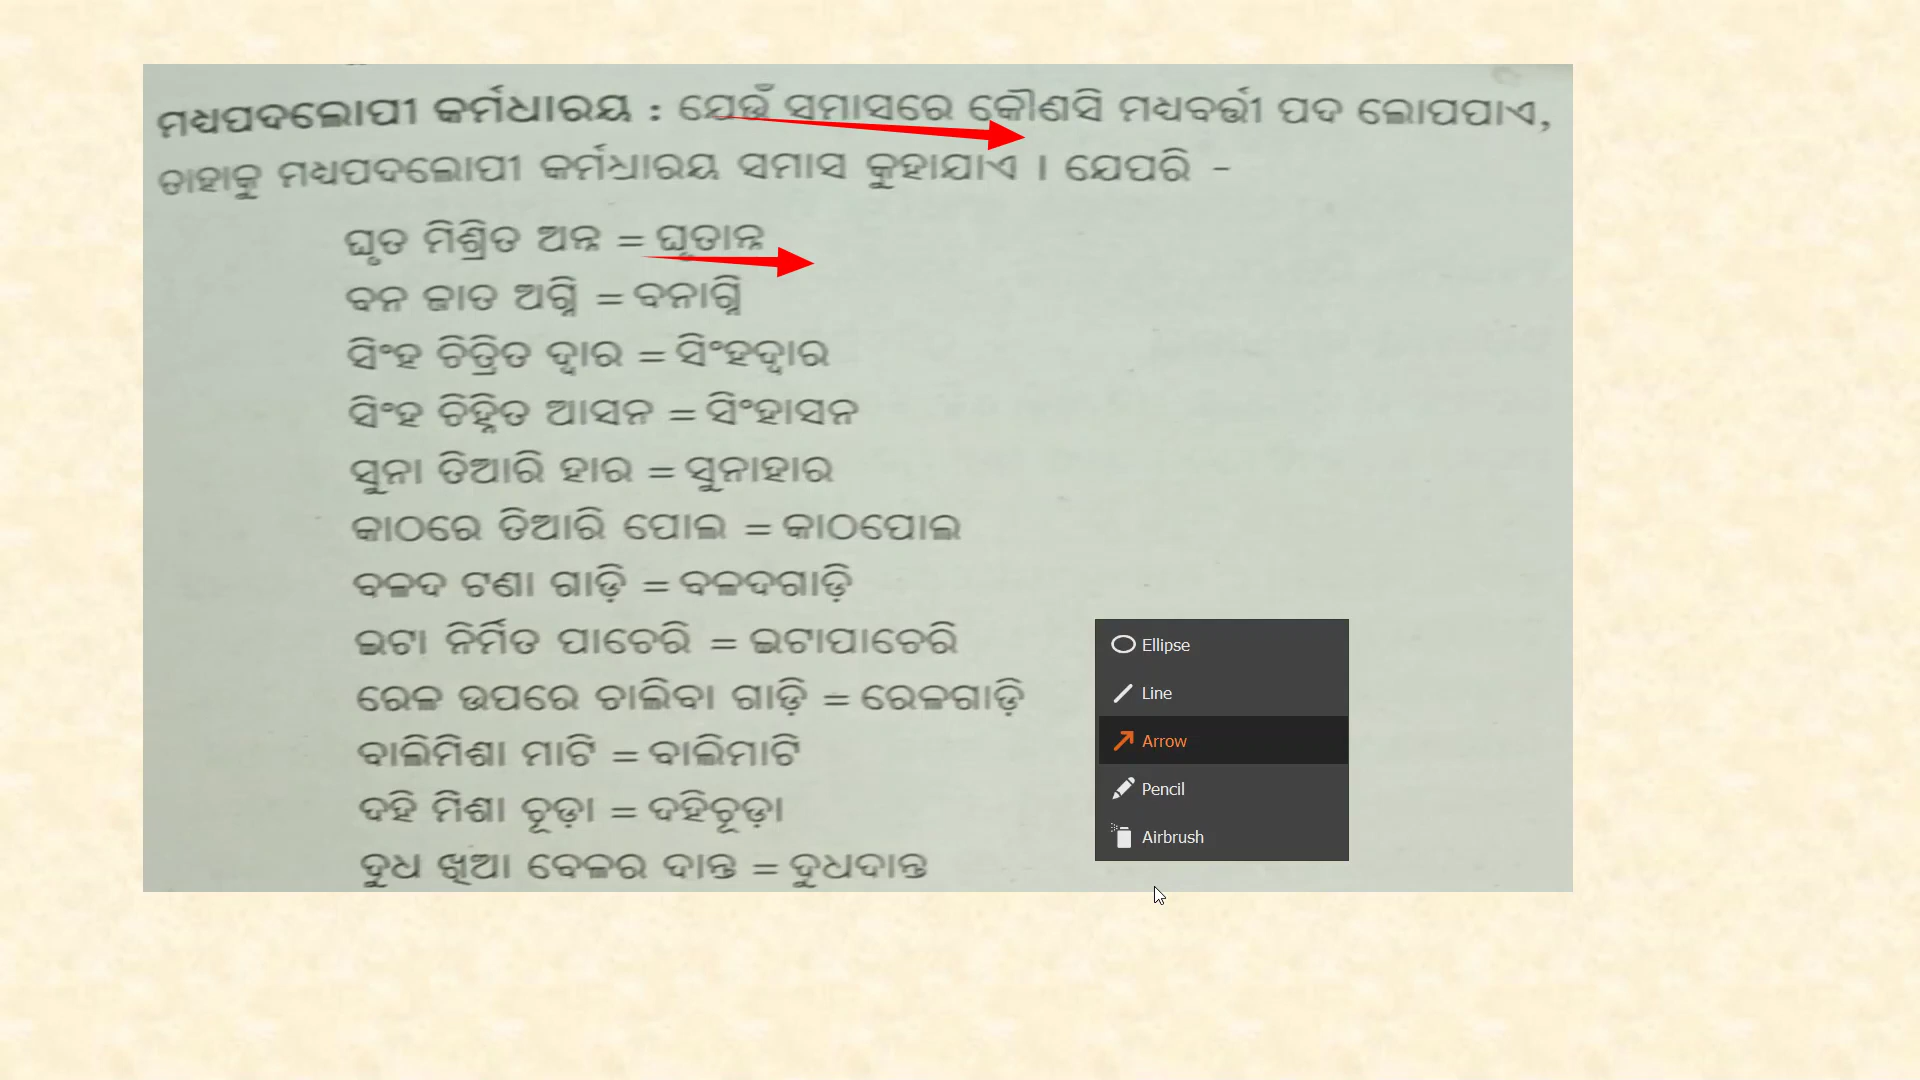 ମଧ୍ୟପଦଲୋପୀ କର୍ମଧାରୟ : ଯେଉଁ ସମାସରେ କୌଣସି ମଧ୍ୟବର୍ତ୍ତୀ ପଦ ଲୋପପାଏ,
ତାହାକୁ ମଧ୍ୟପଦଲୋପୀ କର୍ମଧାରୟ ସମାସ କୁହାଯାଏ । ଯେପରି -
ଘୃତ ମିଶ୍ରିତ ଅନ୍ନ = ଘୃତାନ୍ନ
ବନ ଜାତ ଅଗ୍ନି = ବନାଗ୍ନି
ସିଂହ ଚିତ୍ରିତ ଦ୍ୱାର = ସିଂହଦ୍ୱାର
ସିଂହ ଚିହ୍ନିତ ଆସନ = ସିଂହାସନ
ସୁନା ତିଆରି ହାର = ସୁନାହାର
କାଠରେ ତିଆରି ପୋଲ = କାଠପୋଲ
ବଳଦ ଟଣା ଗାଡ଼ି = ବଳଦଗାଡ଼ି
ଇଟା ନିର୍ମିତ ପାଚେରି = ଇଟାପାଚେରି
ରେଳ ଉପରେ ଚାଲିବା ଗାଡ଼ି = ରେଳଗାଡ଼ି
ବାଲିମିଶା ମାଟି = ବାଲିମାଟି
ଦହି ମିଶା ଚୂଡ଼ା = ଦହିଚୂଡ଼ା
ଦୁଧ ଖିଆ ବେଳର ଦାନ୍ତ = ଦୁଧଦାନ୍ତ
Ellipse
Line
Arrow
Pencil
Airbrush